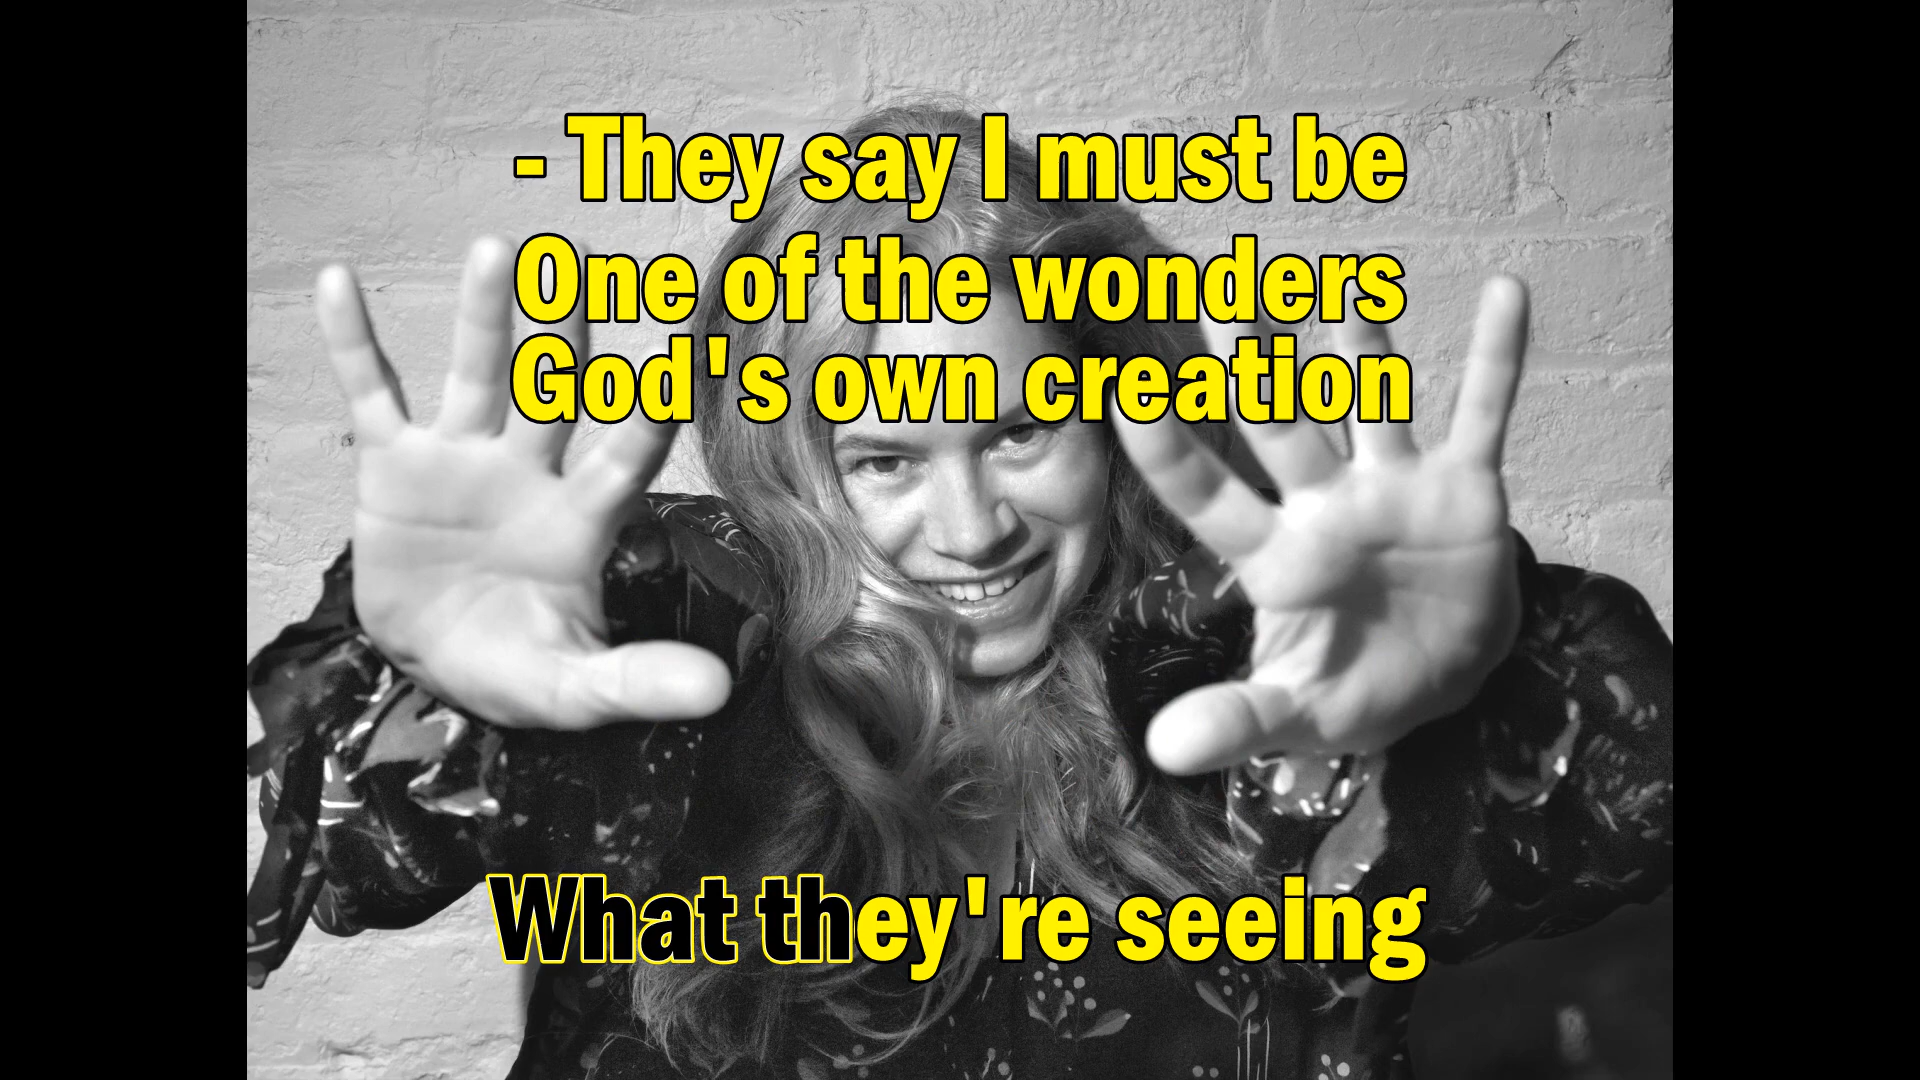 - They say I must be
One of the wonders
God's own creation
What they're seeing